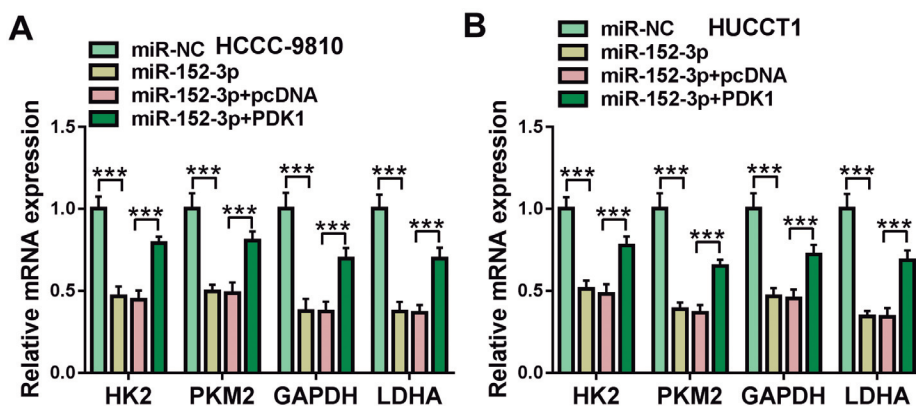 A
miR-NC HCCC-9810
miR-152-3p
miR-152-3p+pcDNA
miR-152-3p+PDK1
Relative mRNA expression
1.5
1.0
0.5
0.0
*** *** *** ***
*** *** *** ***
HK2 PKM2 GAPDH LDHA
B
miR-NC HUCCT1
miR-152-3p
miR-152-3p+pcDNA
miR-152-3p+PDK1
Relative mRNA expression
1.5
1.0
0.5
0.0
*** *** *** ***
*** *** *** ***
HK2 PKM2 GAPDH LDHA